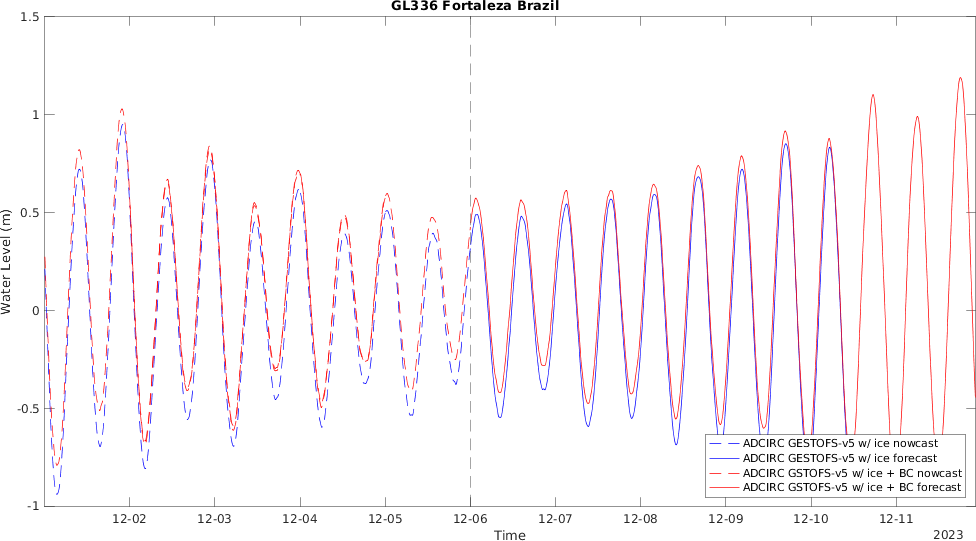 GL336 Fortaleza Brazil
Water Level (m)
1.5
1
0.5
0
-0.5
-1
ADCIRC GESTOFS-v5 w/ ice nowcast
ADCIRC GESTOFS-v5 w/ ice forecast
ADCIRC GSTOFS-v5 w/ ice + BC nowcast
ADCIRC GSTOFS-v5 w/ ice + BC forecast
12-02 12-03 12-04 12-05 12-06 12-07 12-08 12-09 12-10 12-11
Time
2023